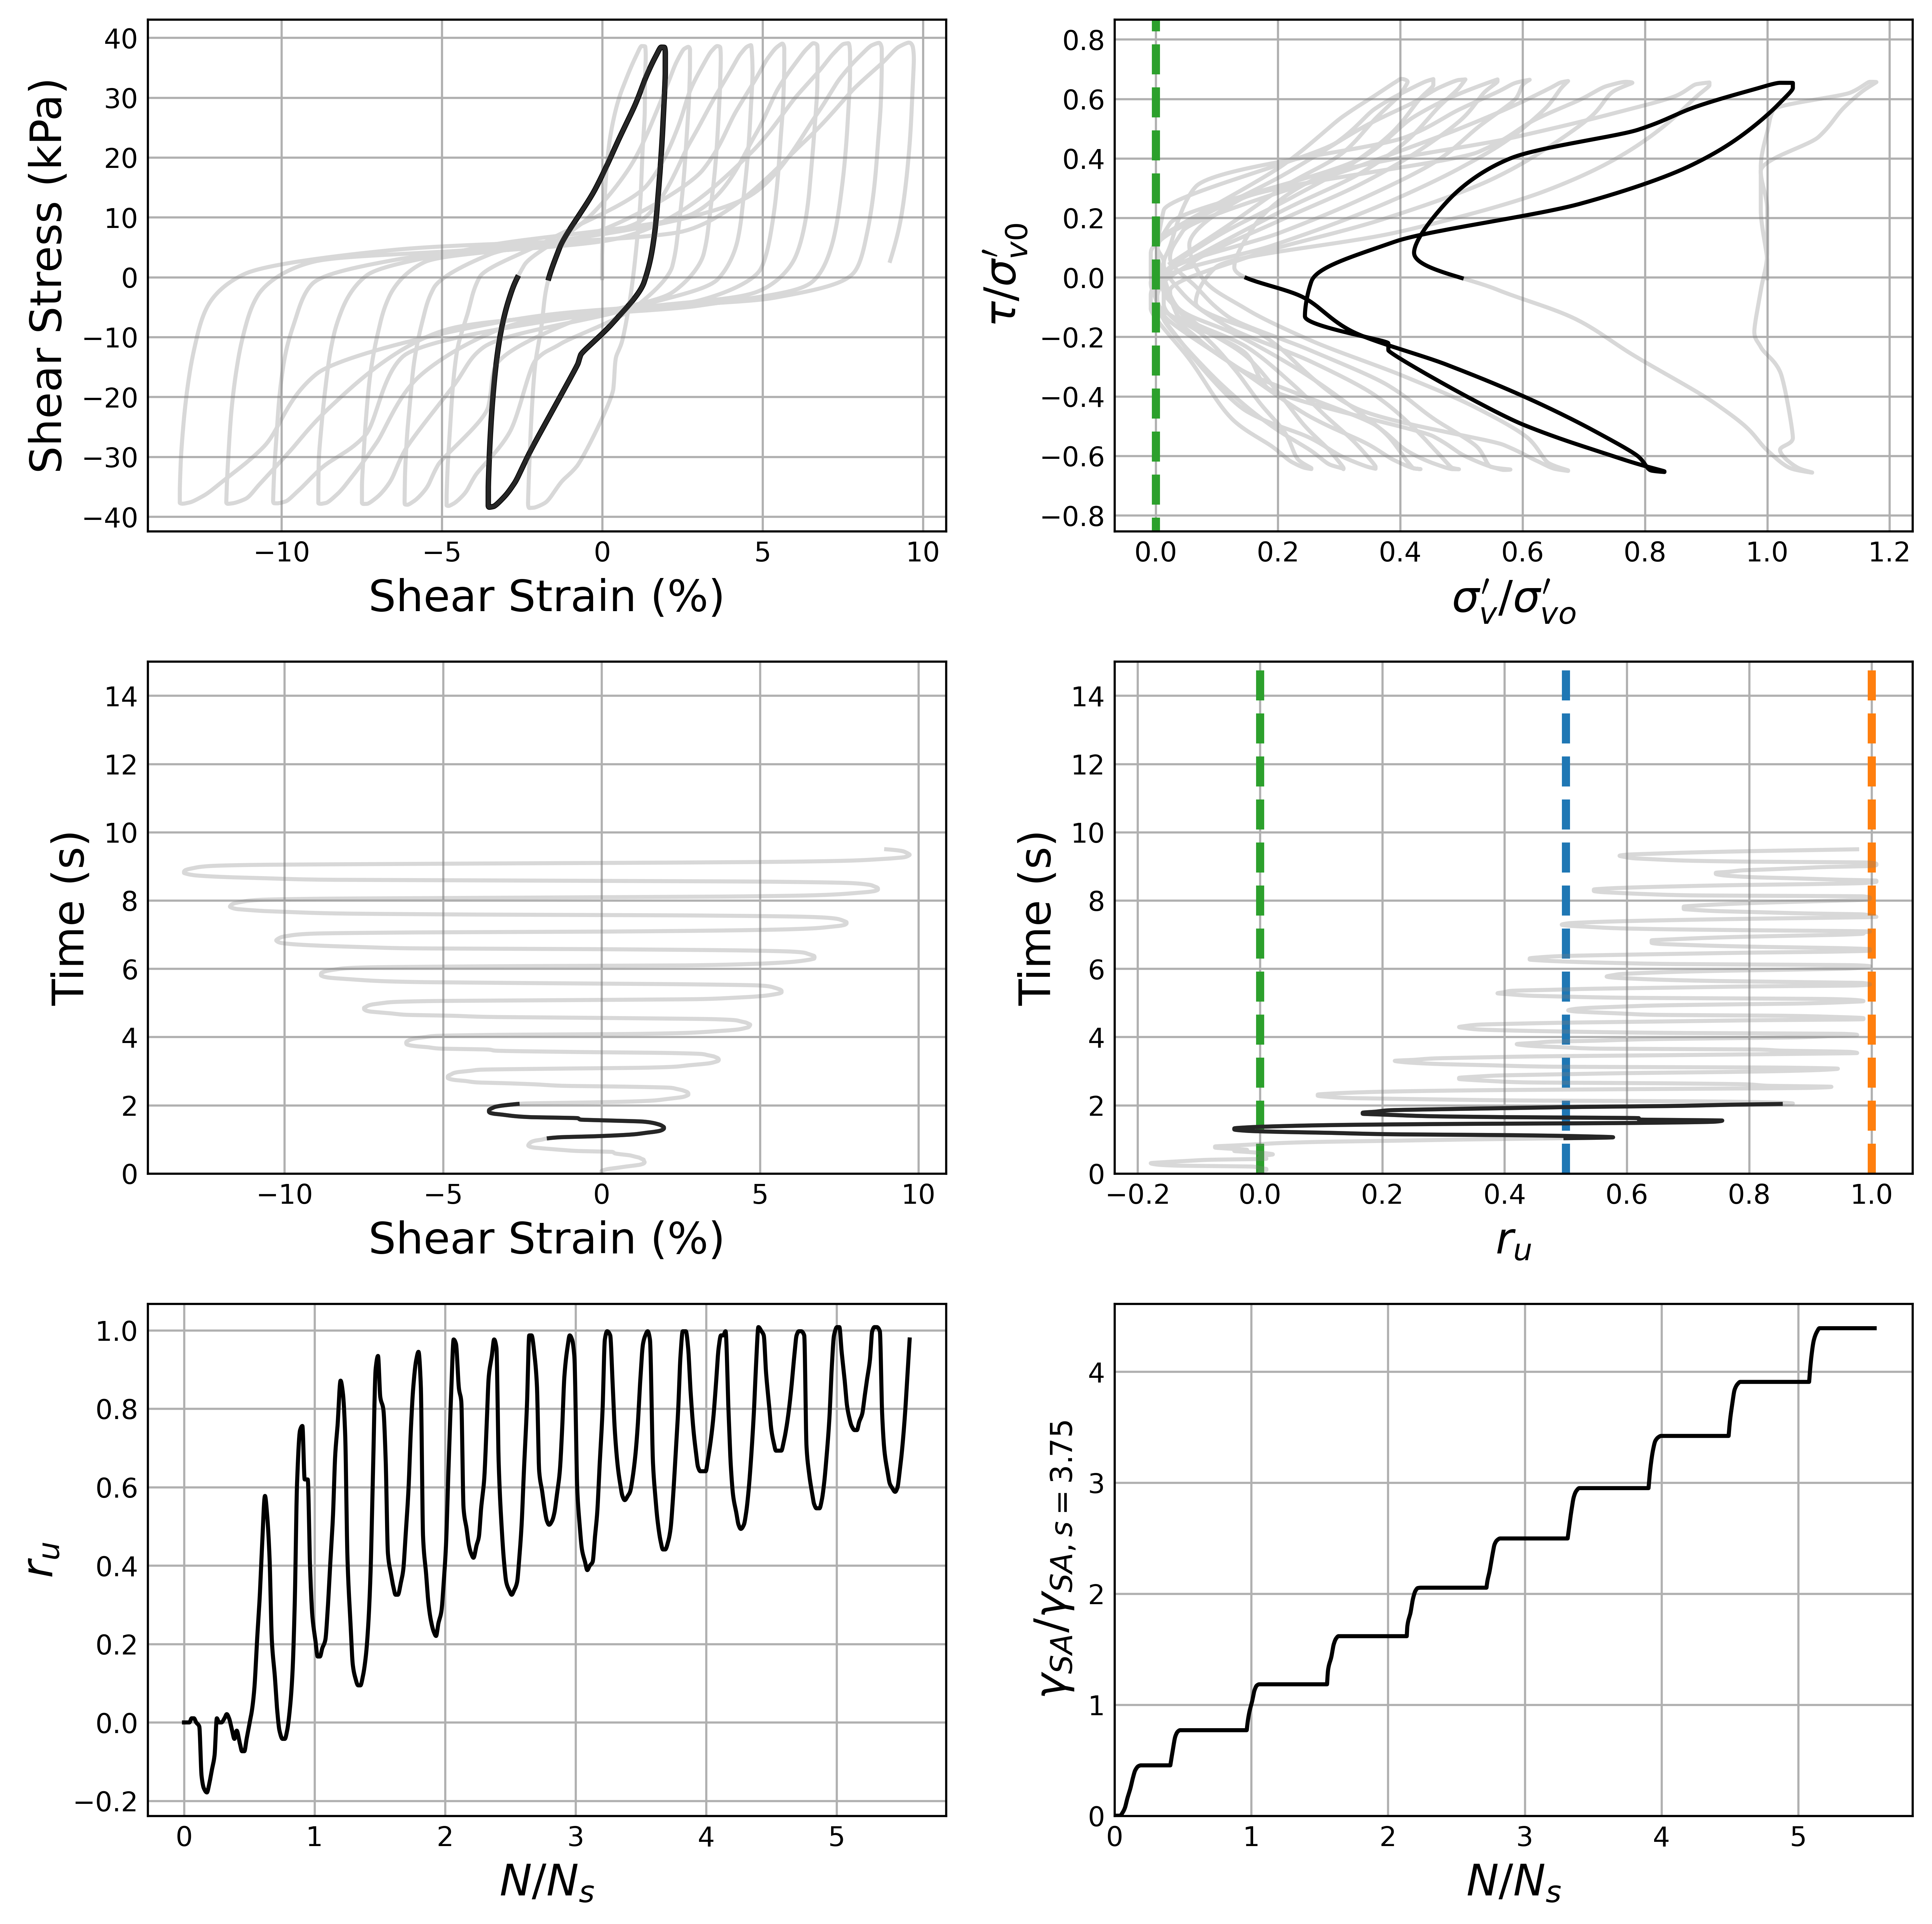 40
30
20
10
0
−10
−20
−30
−40
Shear Stress (kPa)
−10 −5 0 5 10
Shear Strain (%)
0.8
0.6
0.4
0.2
0.0
−0.2
−0.4
−0.6
−0.8
τ/σ′v0
0.0 0.2 0.4 0.6 0.8 1.0 1.2
σ′v/σ′vo
14
12
10
8
6
4
2
0
Time (s)
−10 −5 0 5 10
Shear Strain (%)
14
12
10
8
6
4
2
0
Time (s)
−0.2 0.0 0.2 0.4 0.6 0.8 1.0
ru
1.0
0.8
0.6
0.4
0.2
0.0
−0.2
ru
0 1 2 3 4 5
N/Ns
4
3
2
1
0
γSA/γSA, s = 3.75
0 1 2 3 4 5
N/Ns